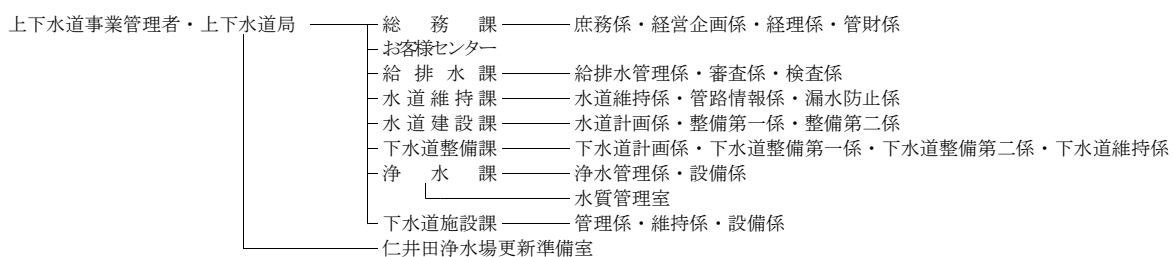 上下水道事業管理者・上下水道局 総務課 庶務係・経営企画係・経理係・管財係
お客様センター
給排水課 給排水管理係・審査係・検査係
水道維持課 水道維持係・管路情報係・漏水防止係
水道建設課 水道計画係・整備第一係・整備第二係
下水道整備課 下水道計画係・下水道整備第一係・下水道整備第二係・下水道維持係
浄水課 浄水管理係・設備係
水質管理室
下水道施設課 管理係・維持係・設備係
仁井田浄水場更新準備室